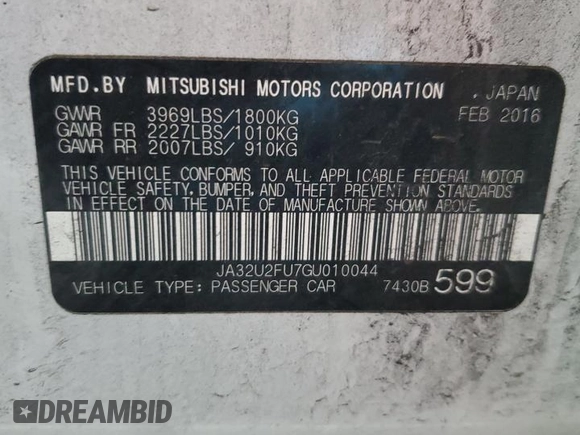 MFD.BY MITSUBISHI MOTORS CORPORATION . JAPAN
GVWR 3969LBS/1800KG FEB 2016
GAWR FR 2227LBS/1010KG
GAWR RR 2007LBS/ 910KG
THIS VEHICLE CONFORMS TO ALL APPLICABLE FEDERAL MOTOR
VEHICLE SAFETY, BUMPER, AND THEFT PREVENTION STANDARDS
IN EFFECT ON THE DATE OF MANUFACTURE SHOWN ABOVE.
JA32U2FU7GU010044
VEHICLE TYPE: PASSENGER CAR 7430B 599
DREAMBID